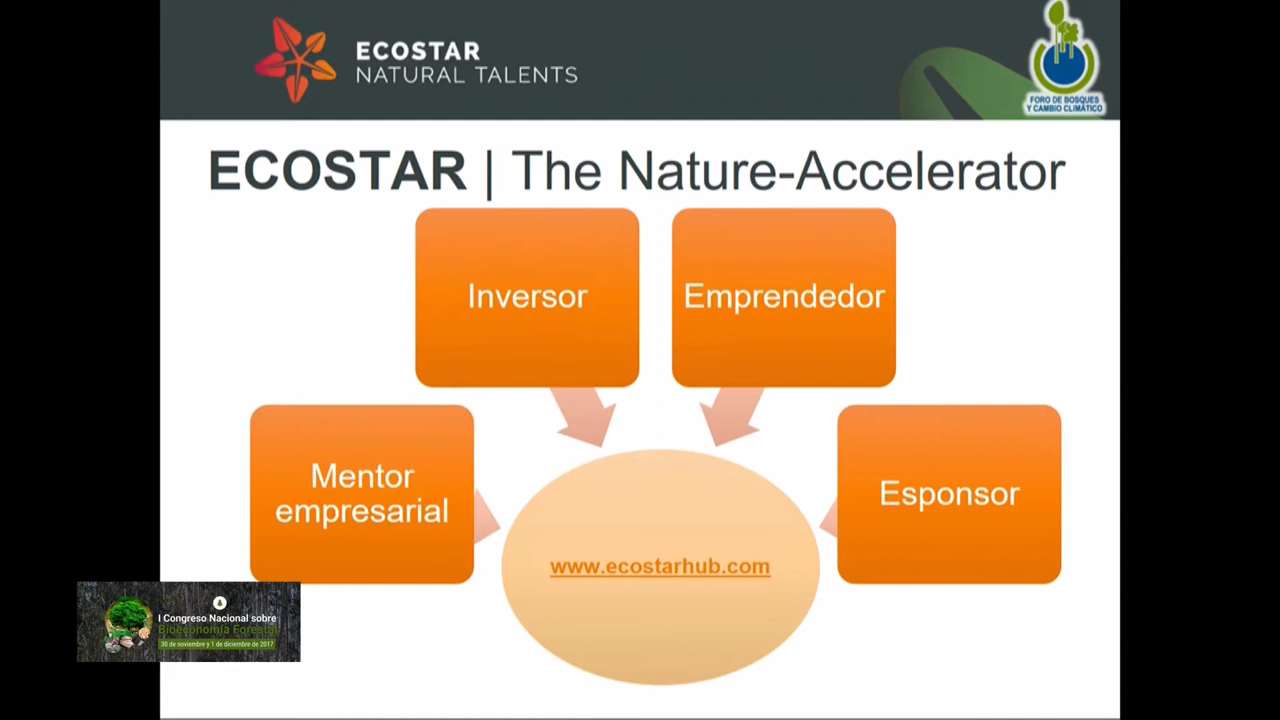 ECOSTAR
NATURAL TALENTS
FORO DE BOSQUES
Y CAMBIO CLIMÁTICO
ECOSTAR | The Nature-Accelerator
Inversor
Emprendedor
Mentor
empresarial
Esponsor
www.ecostarhub.com
I Congreso Nacional sobre
Bioeconomía Forestal
30 de noviembre y 1 de diciembre de 2017